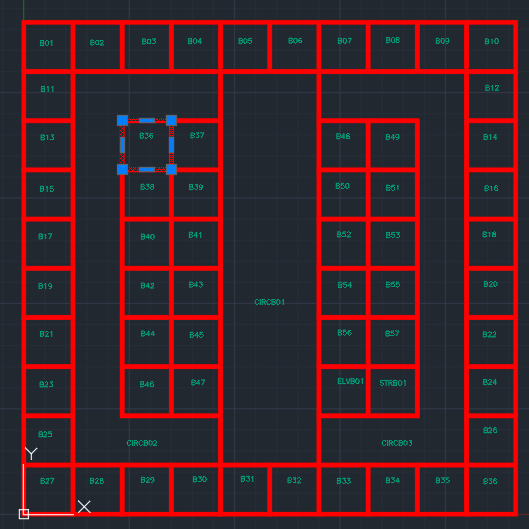 B01 B02 B03 B04 B05 B06 B07 B08 B09 B10
B11 B12
B13 B36 B37 B48 B49 B14
B15 B38 B39 B50 B51 B16
B17 B40 B41 B52 B53 B18
B19 B42 B43 B54 B55 B20
CIRCB01
B21 B44 B45 B56 B57 B22
B23 B46 B47 ELVB01 STRB01 B24
B25 CIRCB02 CIRCB03 B26
Y
B27 B28 B29 B30 B31 B32 B33 B34 B35 B36
X